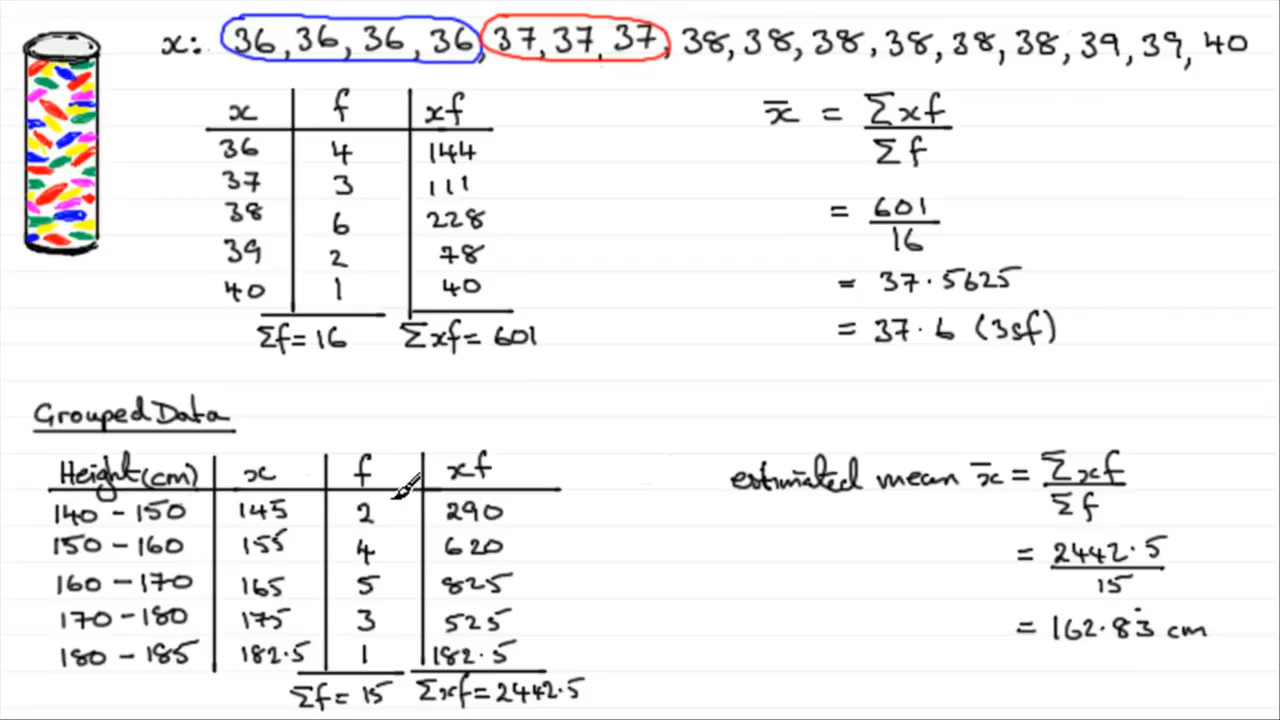 x: 36, 36, 36, 36, 37, 37, 37, 38, 38, 38, 38, 38, 38, 39, 39, 40
x f xf
36 4 144
37 3 111
38 6 228
39 2 78
40 1 40
Σf = 16 Σxf = 601
x̄ = Σxf / Σf
= 601 / 16
= 37.5625
= 37.6 (3sf)
Grouped Data
Height(cm) x f xf
140 - 150 145 2 290
150 - 160 155 4 620
160 - 170 165 5 825
170 - 180 175 3 525
180 - 185 182.5 1 182.5
Σf = 15 Σxf = 2442.5
estimated mean x̄ = Σxf / Σf
= 2442.5 / 15
= 162.83̇ cm